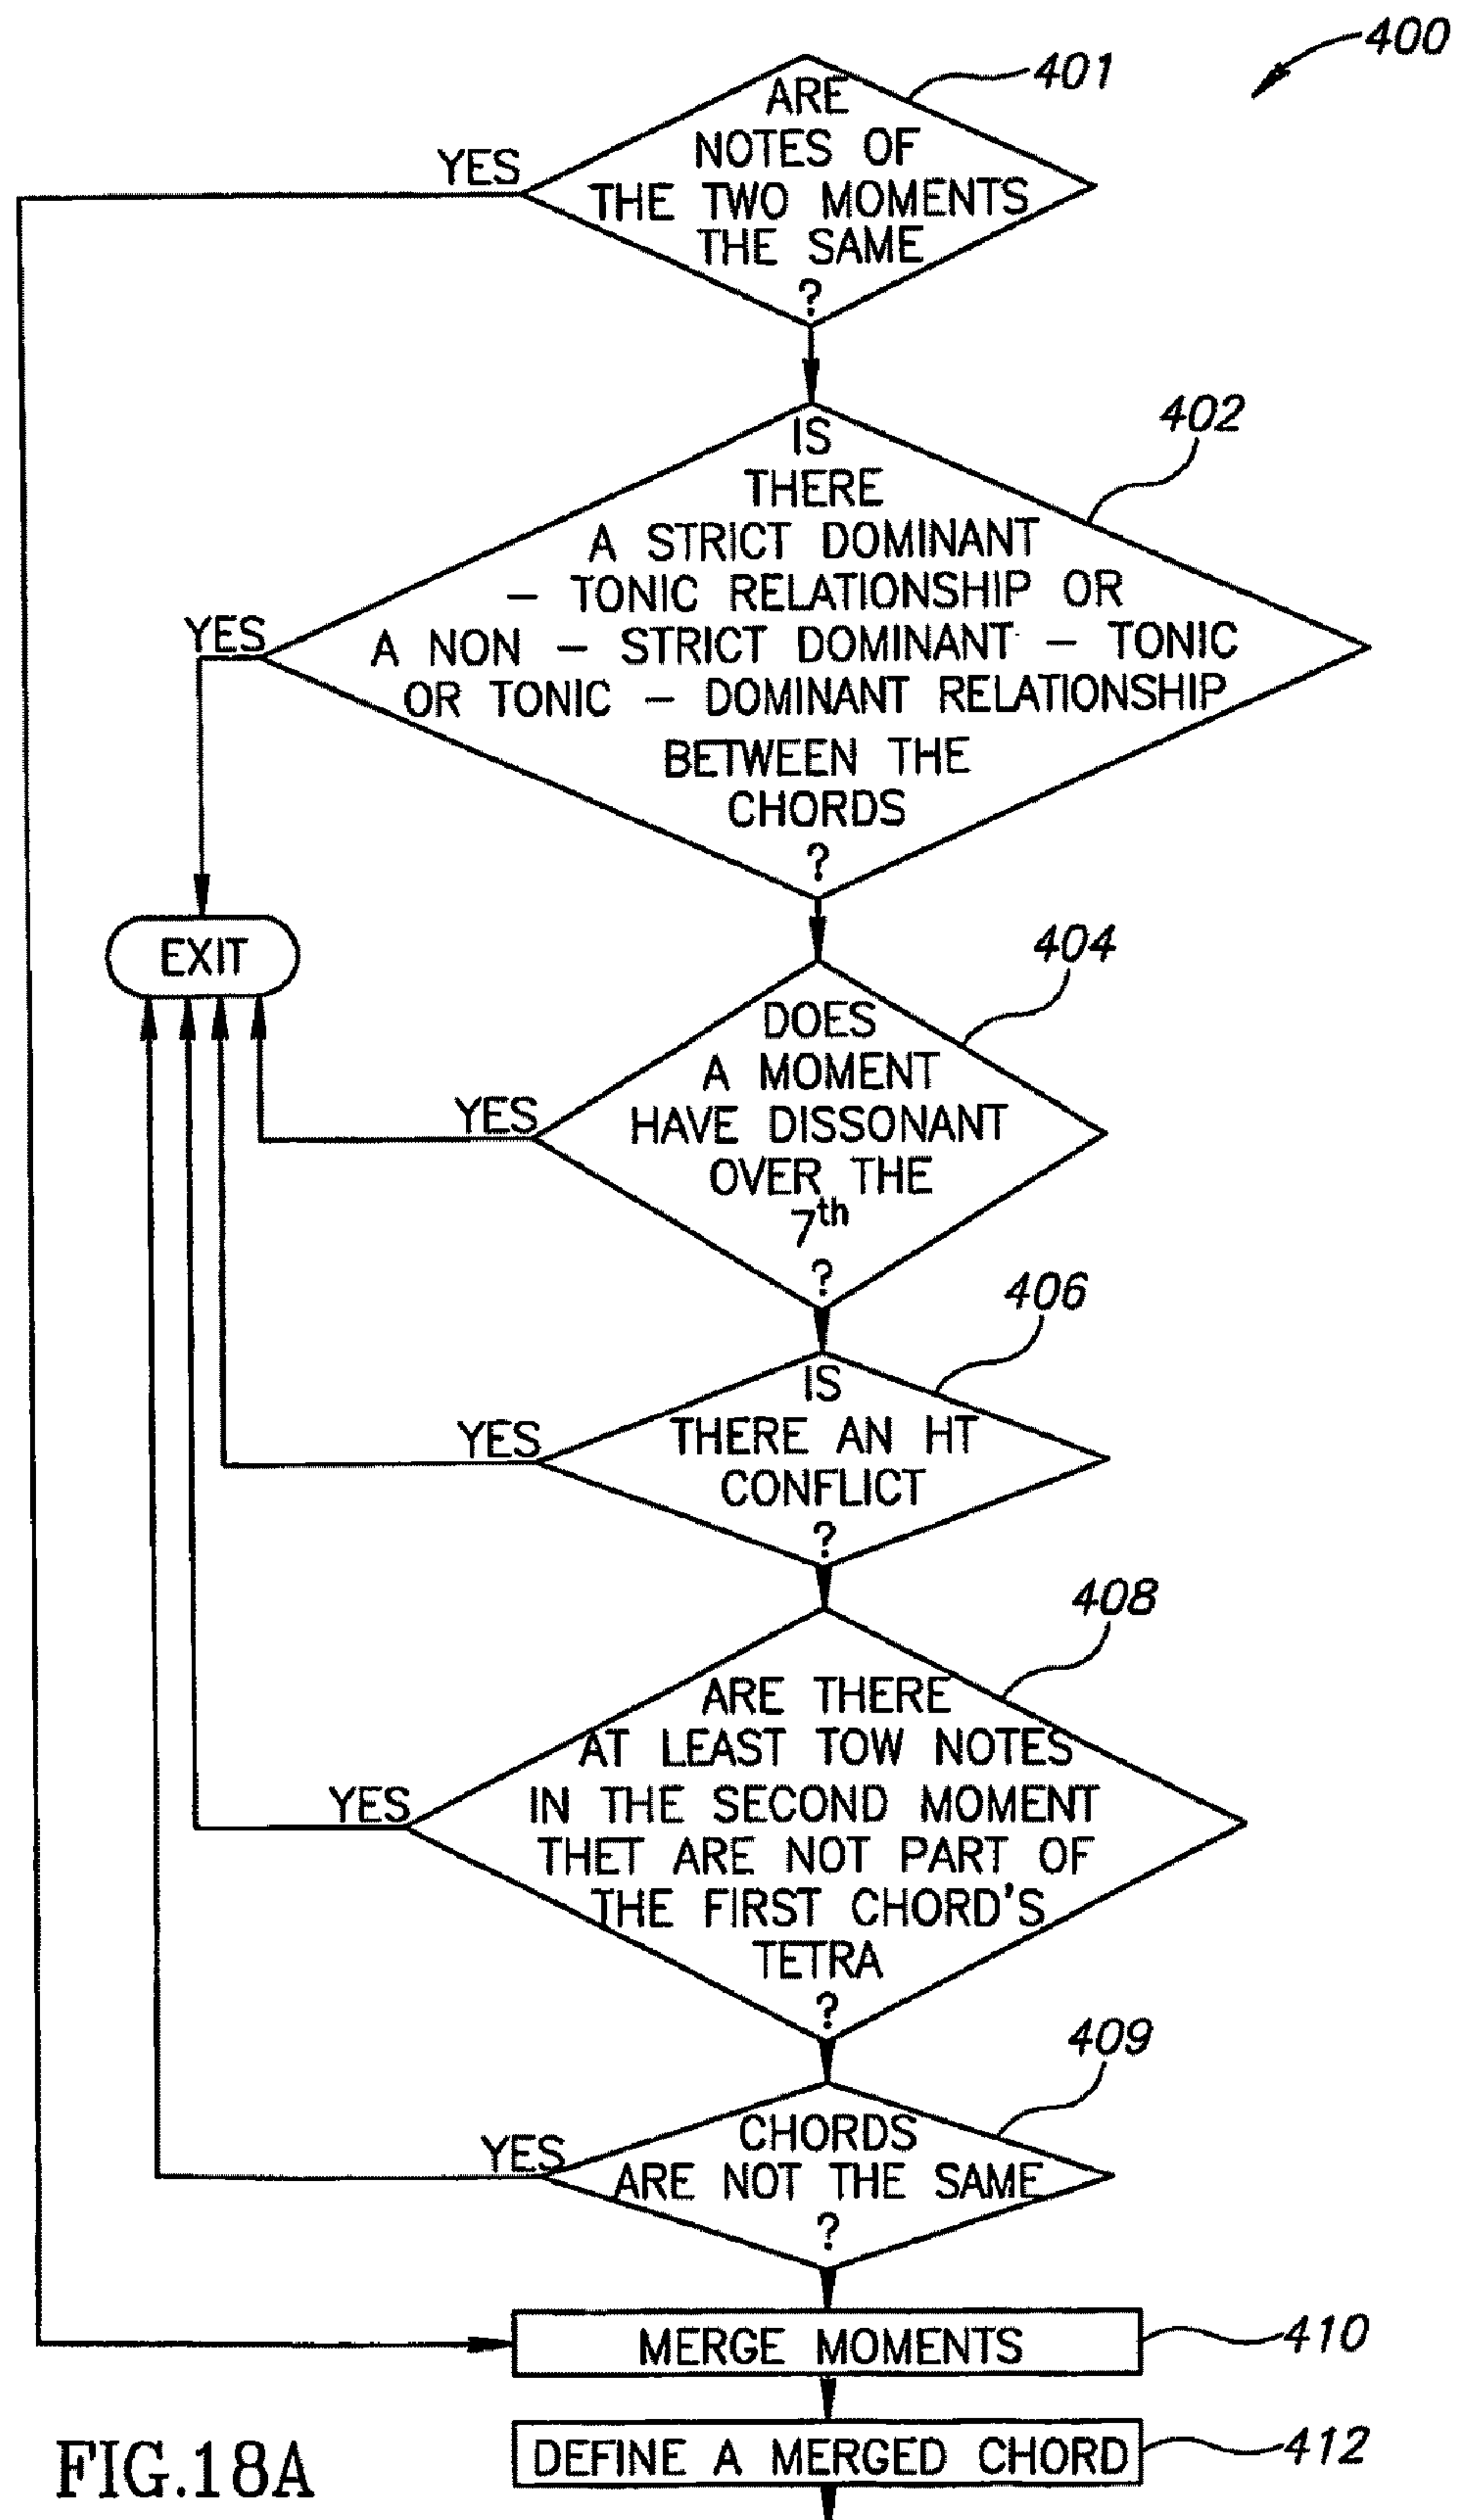 400
401
ARE
NOTES OF
THE TWO MOMENTS
THE SAME
?
YES
402
IS
THERE
A STRICT DOMINANT
– TONIC RELATIONSHIP OR
A NON – STRICT DOMINANT – TONIC
OR TONIC – DOMINANT RELATIONSHIP
BETWEEN THE
CHORDS
?
YES
EXIT
404
DOES
A MOMENT
HAVE DISSONANT
OVER THE
7th
?
YES
406
IS
THERE AN HT
CONFLICT
?
YES
408
ARE THERE
AT LEAST TOW NOTES
IN THE SECOND MOMENT
THET ARE NOT PART OF
THE FIRST CHORD'S
TETRA
?
YES
409
CHORDS
ARE NOT THE SAME
?
YES
MERGE MOMENTS
410
DEFINE A MERGED CHORD
412
FIG.18A